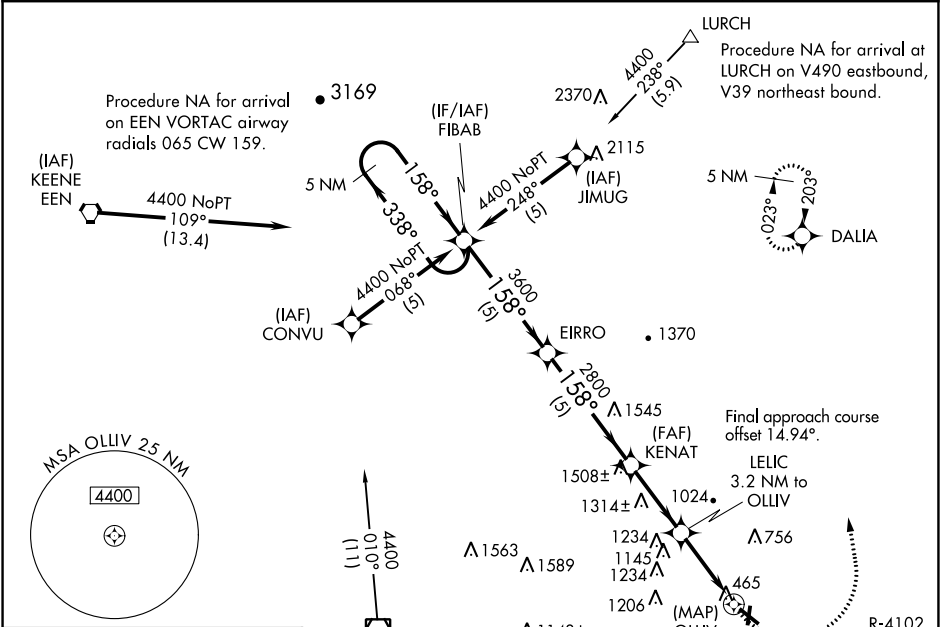 LURCH
4400
238°
(5.9)
Procedure NA for arrival at
LURCH on V490 eastbound,
V39 northeast bound.
Procedure NA for arrival
on EEN VORTAC airway
radials 065 CW 159.
3169
2370
(IF/IAF)
FIBAB
2115
(IAF)
JIMUG
(IAF)
KEENE
EEN
4400 NoPT
109°
(13.4)
5 NM
158°
338°
4400 NoPT
248°
(5)
5 NM
023°
203°
DALIA
4400 NoPT
068°
(5)
(IAF)
CONVU
3600
158°
(5)
EIRRO
1370
2800
158°
(5)
1545
Final approach course
offset 14.94°.
(FAF)
KENAT
LELIC
3.2 NM to
OLLIV
MSA OLLIV 25 NM
4400
1508±
1314±
1024
4400
010°
(11)
1563
1589
1234
1145
1234
1206
756
465
(MAP)
R-4102